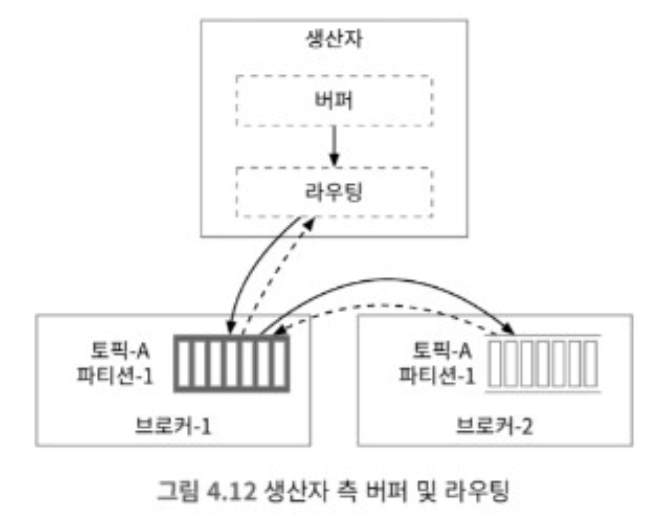 생산자
버퍼
라우팅
토픽-A
파티션-1
브로커-1
토픽-A
파티션-1
브로커-2
그림 4.12 생산자 측 버퍼 및 라우팅